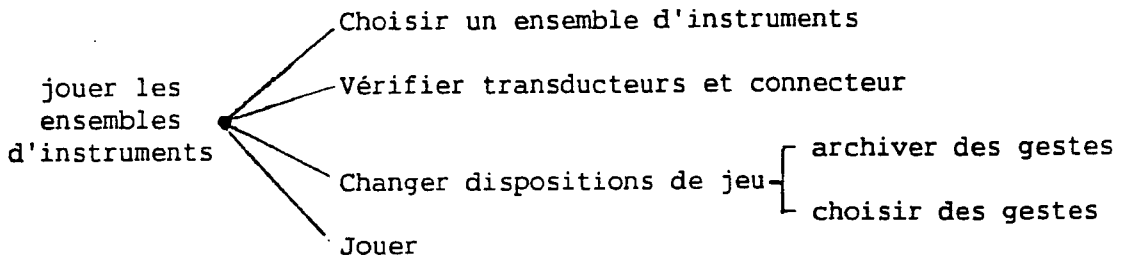 jouer les
ensembles
d'instruments
Choisir un ensemble d'instruments
Vérifier transducteurs et connecteur
Changer dispositions de jeu
archiver des gestes
choisir des gestes
Jouer